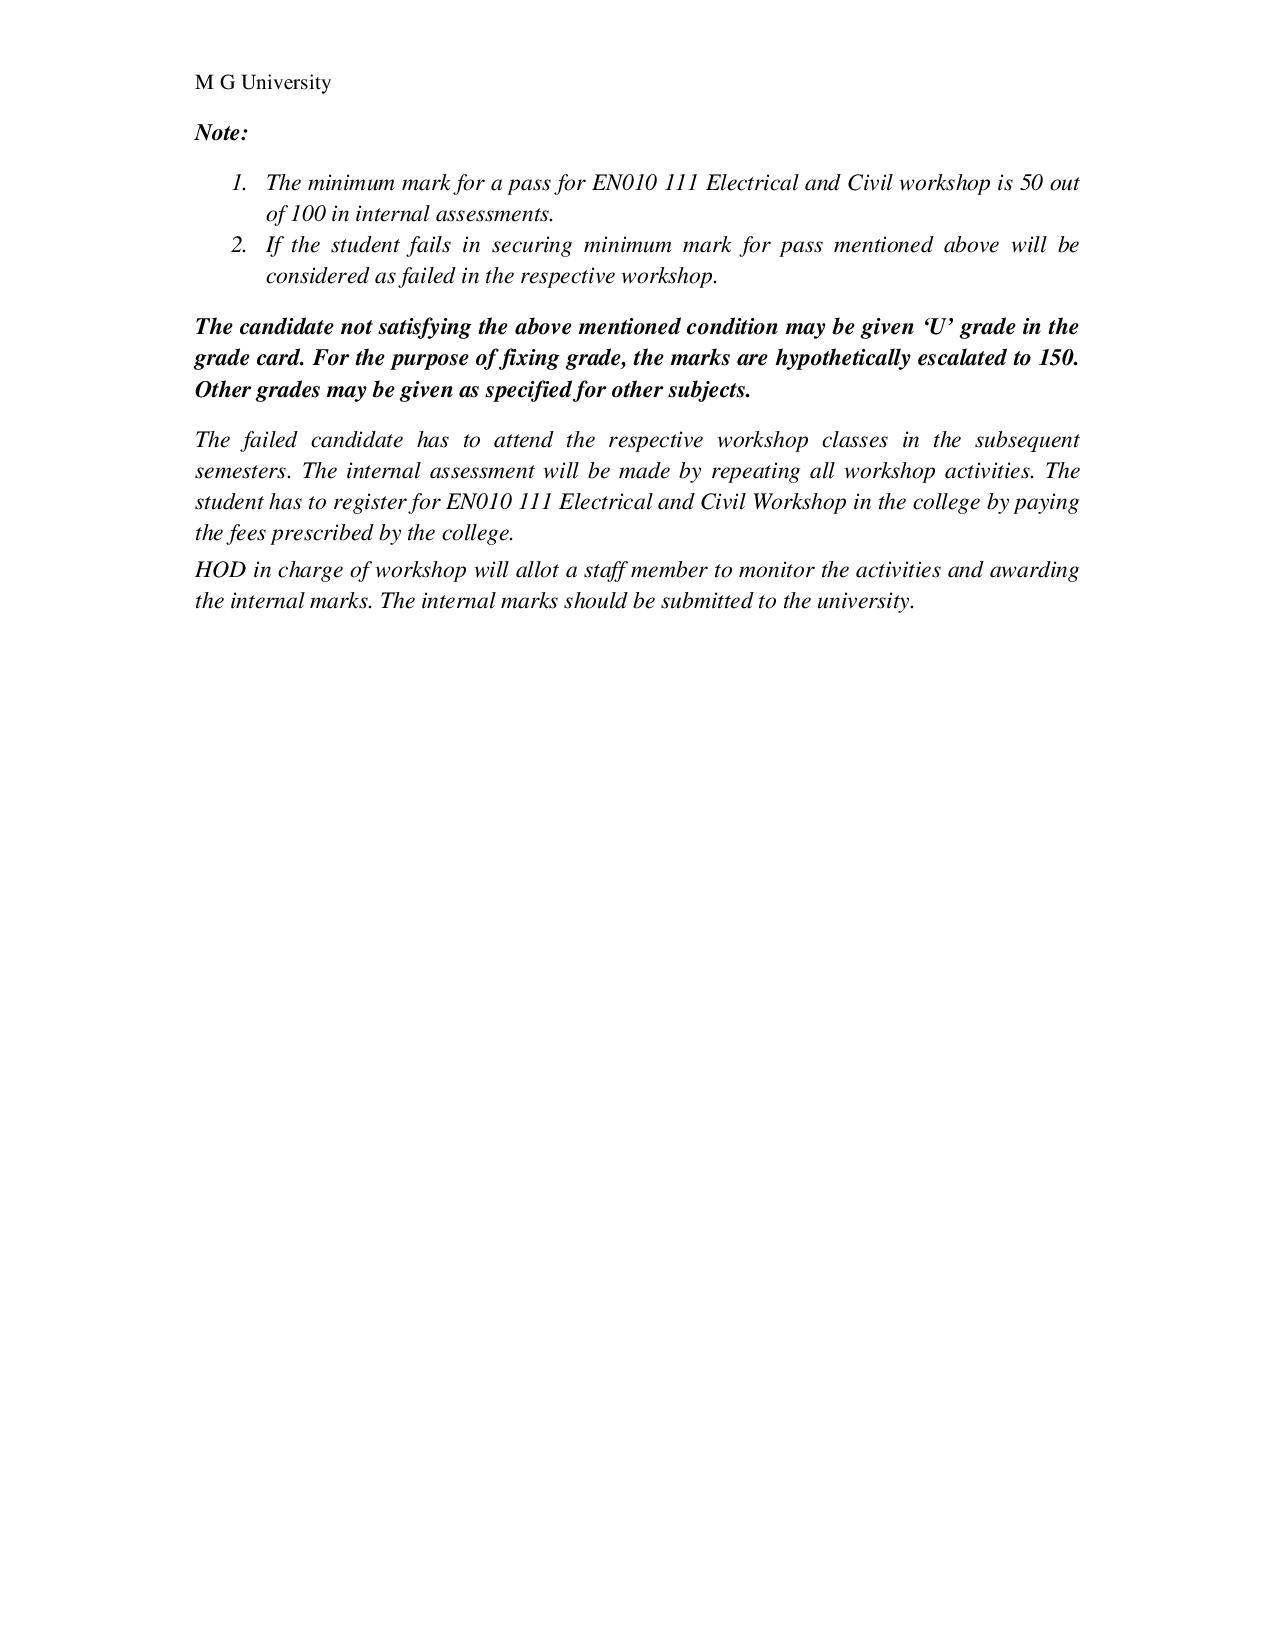 M G University
Note:
1. The minimum mark for a pass for EN010 111 Electrical and Civil workshop is 50 out
of 100 in internal assessments.
2. If the student fails in securing minimum mark for pass mentioned above will be
considered as failed in the respective workshop.
The candidate not satisfying the above mentioned condition may be given ‘U’ grade in the
grade card. For the purpose of fixing grade, the marks are hypothetically escalated to 150.
Other grades may be given as specified for other subjects.
The failed candidate has to attend the respective workshop classes in the subsequent
semesters. The internal assessment will be made by repeating all workshop activities. The
student has to register for EN010 111 Electrical and Civil Workshop in the college by paying
the fees prescribed by the college.
HOD in charge of workshop will allot a staff member to monitor the activities and awarding
the internal marks. The internal marks should be submitted to the university.